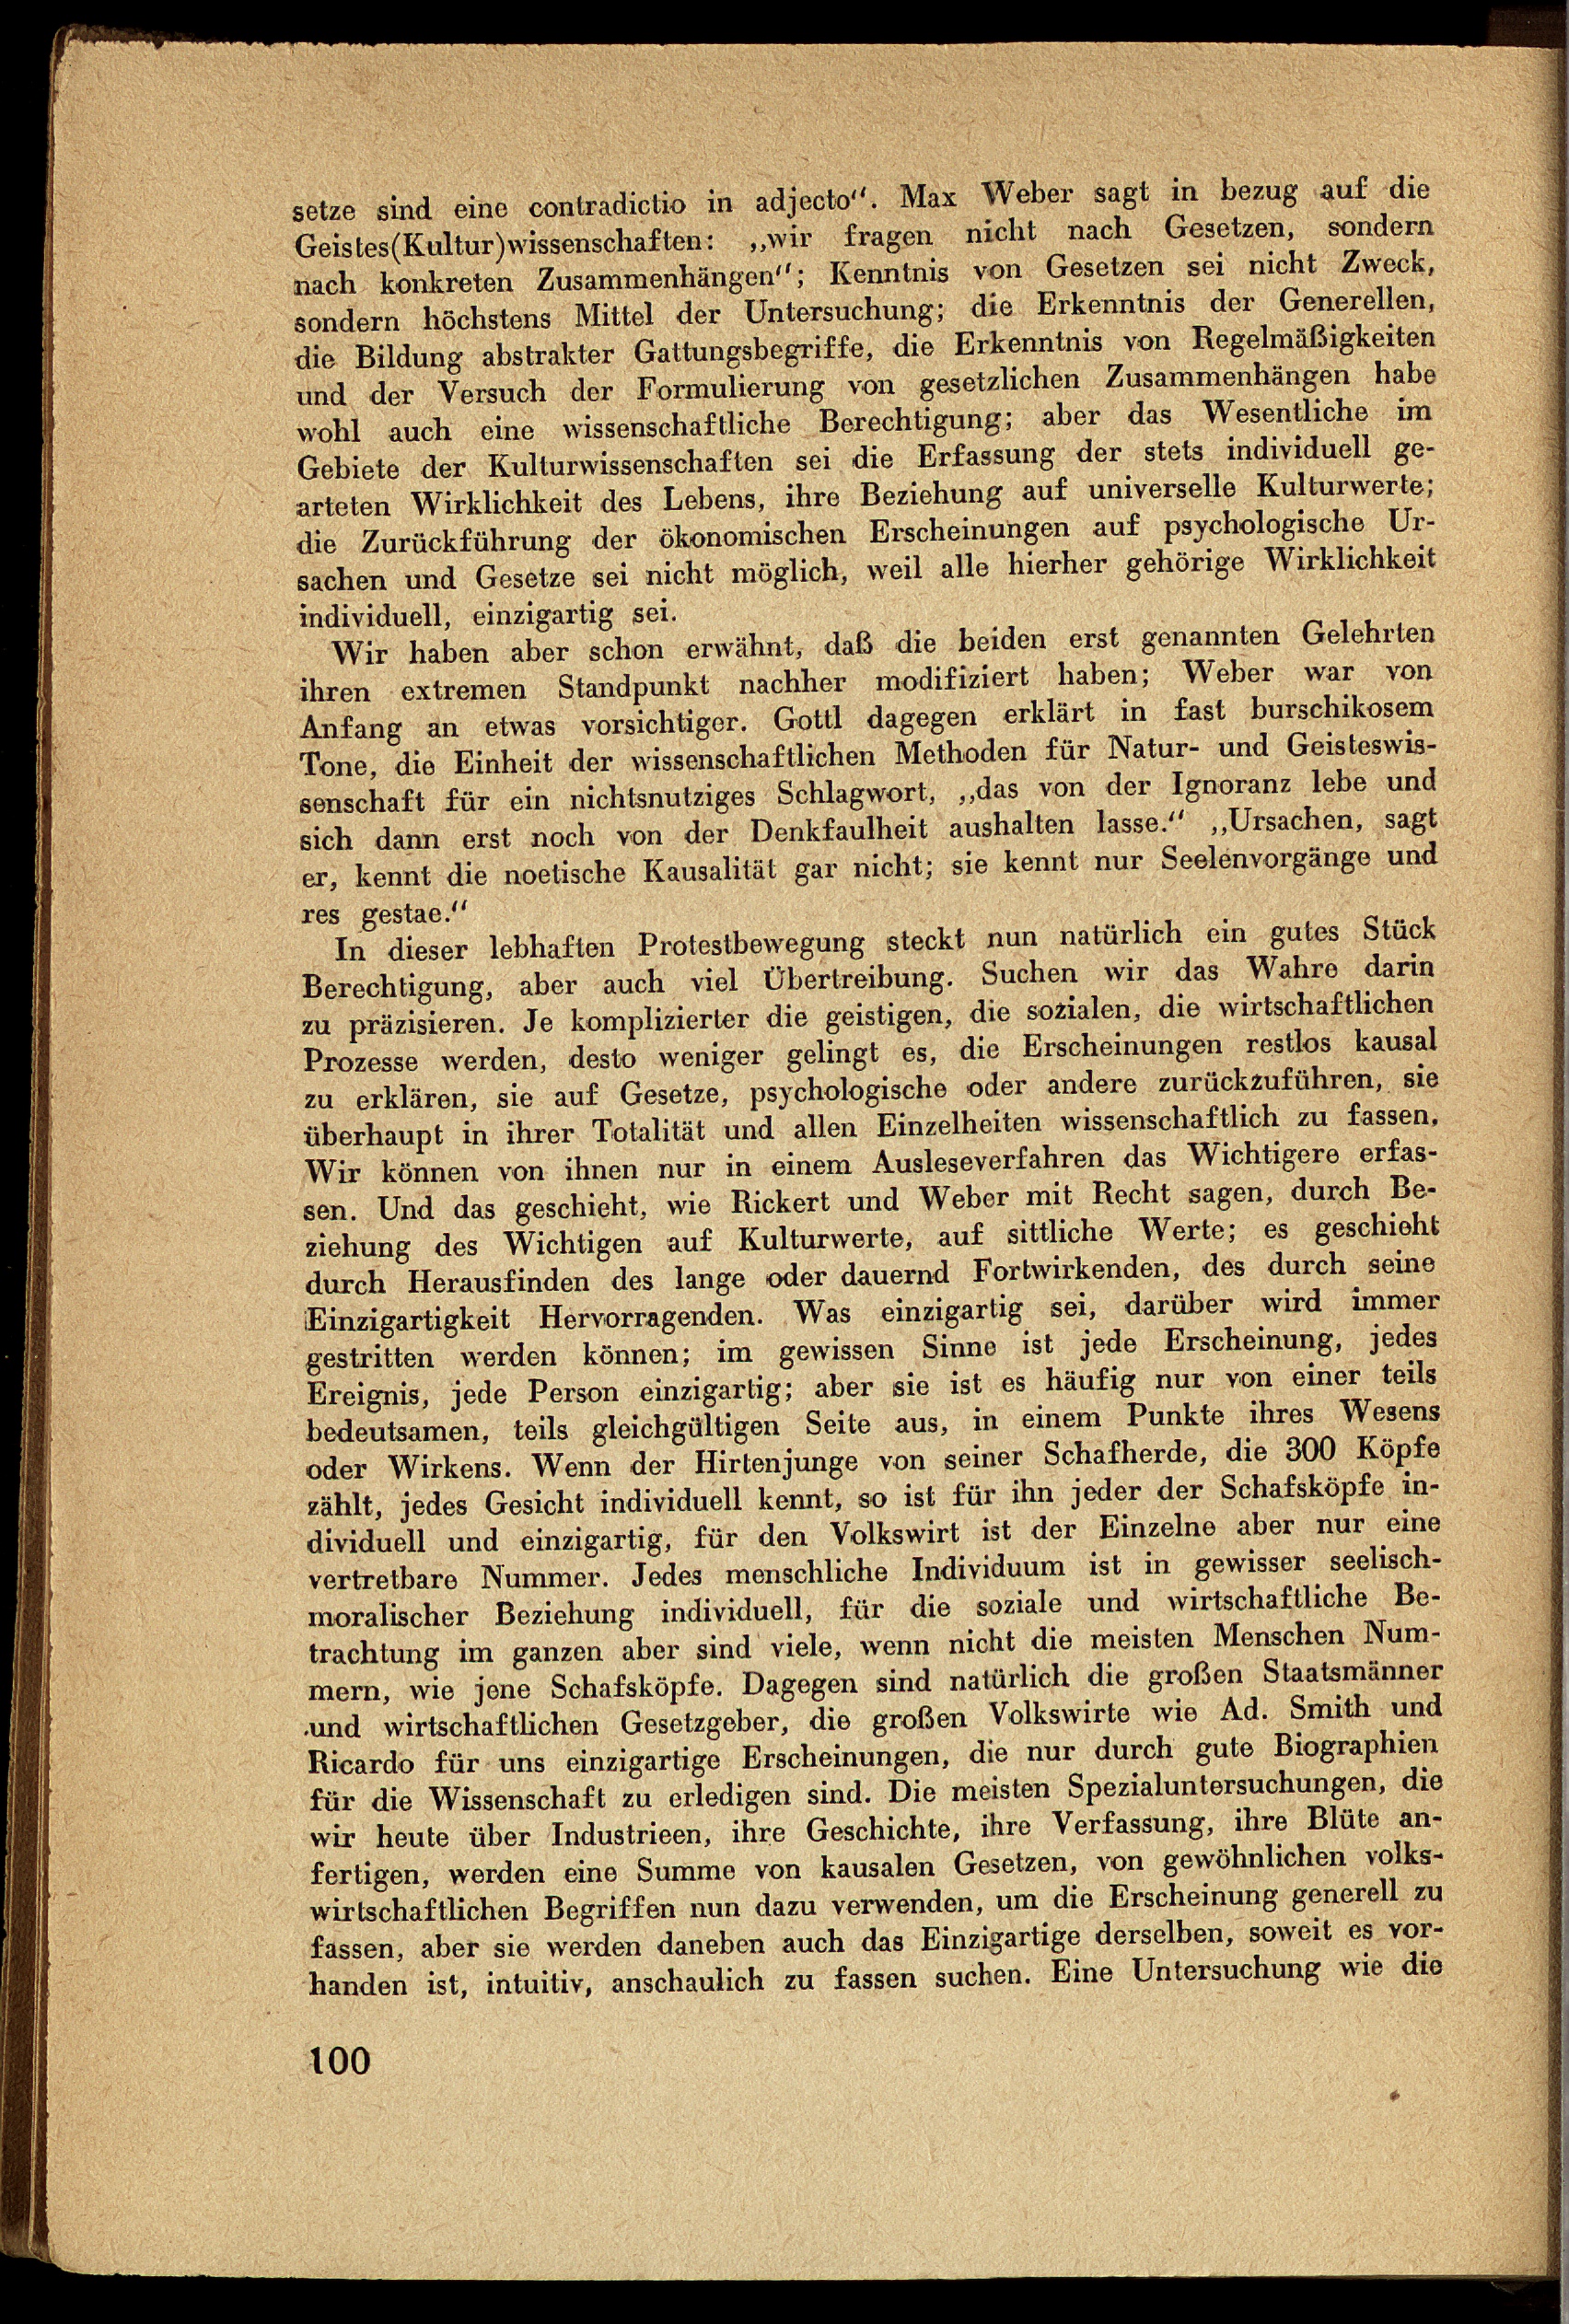 setze sind eine contradictio in adjecto“. Max Weber sagt in bezug auf die
Geistes(Kultur)wissenschaften: „wir fragen nicht nach Gesetzen, sondern
nach konkreten Zusammenhängen“; Kenntnis von Gesetzen sei nicht Zweck,
sondern höchstens Mittel der Untersuchung; die Erkenntnis der Generellen,
die Bildung abstrakter Gattungsbegriffe, die Erkenntnis von Regelmäßigkeiten
und der Versuch der Formulierung von gesetzlichen Zusammenhängen habe
wohl auch eine wissenschaftliche Berechtigung; aber das Wesentliche im
Gebiete der Kulturwissenschaften sei die Erfassung der stets individuell ge-
arteten Wirklichkeit des Lebens, ihre Beziehung auf universelle Kulturwerte;
die Zurückführung der ökonomischen Erscheinungen auf psychologische Ur-
sachen und Gesetze sei nicht möglich, weil alle hierher gehörige Wirklichkeit
individuell, einzigartig sei.
Wir haben aber schon erwähnt, daß die beiden erst genannten Gelehrten
ihren extremen Standpunkt nachher modifiziert haben; Weber war von
Anfang an etwas vorsichtiger. Gottl dagegen erklärt in fast burschikosem
Tone, die Einheit der wissenschaftlichen Methoden für Natur- und Geisteswis-
senschaft für ein nichtsnutziges Schlagwort, „das von der Ignoranz lebe und
sich dann erst noch von der Denkfaulheit aushalten lasse.“ „Ursachen, sagt
er, kennt die noetische Kausalität gar nicht; sie kennt nur Seelenvorgänge und
res gestae.“
In dieser lebhaften Protestbewegung steckt nun natürlich ein gutes Stück
Berechtigung, aber auch viel Übertreibung. Suchen wir das Wahre darin
zu präzisieren. Je komplizierter die geistigen, die sozialen, die wirtschaftlichen
Prozesse werden, desto weniger gelingt es, die Erscheinungen restlos kausal
zu erklären, sie auf Gesetze, psychologische oder andere zurückzuführen, sie
überhaupt in ihrer Totalität und allen Einzelheiten wissenschaftlich zu fassen.
Wir können von ihnen nur in einem Ausleseverfahren das Wichtigere erfas-
sen. Und das geschieht, wie Rickert und Weber mit Recht sagen, durch Be-
ziehung des Wichtigen auf Kulturwerte, auf sittliche Werte; es geschieht
durch Herausfinden des lange oder dauernd Fortwirkenden, des durch seine
Einzigartigkeit Hervorragenden. Was einzigartig sei, darüber wird immer
gestritten werden können; im gewissen Sinne ist jede Erscheinung, jedes
Ereignis, jede Person einzigartig; aber sie ist es häufig nur von einer teils
bedeutsamen, teils gleichgültigen Seite aus, in einem Punkte ihres Wesens
oder Wirkens. Wenn der Hirtenjunge von seiner Schafherde, die 300 Köpfe
zählt, jedes Gesicht individuell kennt, so ist für ihn jeder der Schafsköpfe in-
dividuell und einzigartig, für den Volkswirt ist der Einzelne aber nur eine
vertretbare Nummer. Jedes menschliche Individuum ist in gewisser seelisch-
moralischer Beziehung individuell, für die soziale und wirtschaftliche Be-
trachtung im ganzen aber sind viele, wenn nicht die meisten Menschen Num-
mern, wie jene Schafsköpfe. Dagegen sind natürlich die großen Staatsmänner
und wirtschaftlichen Gesetzgeber, die großen Volkswirte wie Ad. Smith und
Ricardo für uns einzigartige Erscheinungen, die nur durch gute Biographien
für die Wissenschaft zu erledigen sind. Die meisten Spezialuntersuchungen, die
wir heute über Industrieen, ihre Geschichte, ihre Verfassung, ihre Blüte an-
fertigen, werden eine Summe von kausalen Gesetzen, von gewöhnlichen volks-
wirtschaftlichen Begriffen nun dazu verwenden, um die Erscheinung generell zu
fassen, aber sie werden daneben auch das Einzigartige derselben, soweit es vor-
handen ist, intuitiv, anschaulich zu fassen suchen. Eine Untersuchung wie die
100